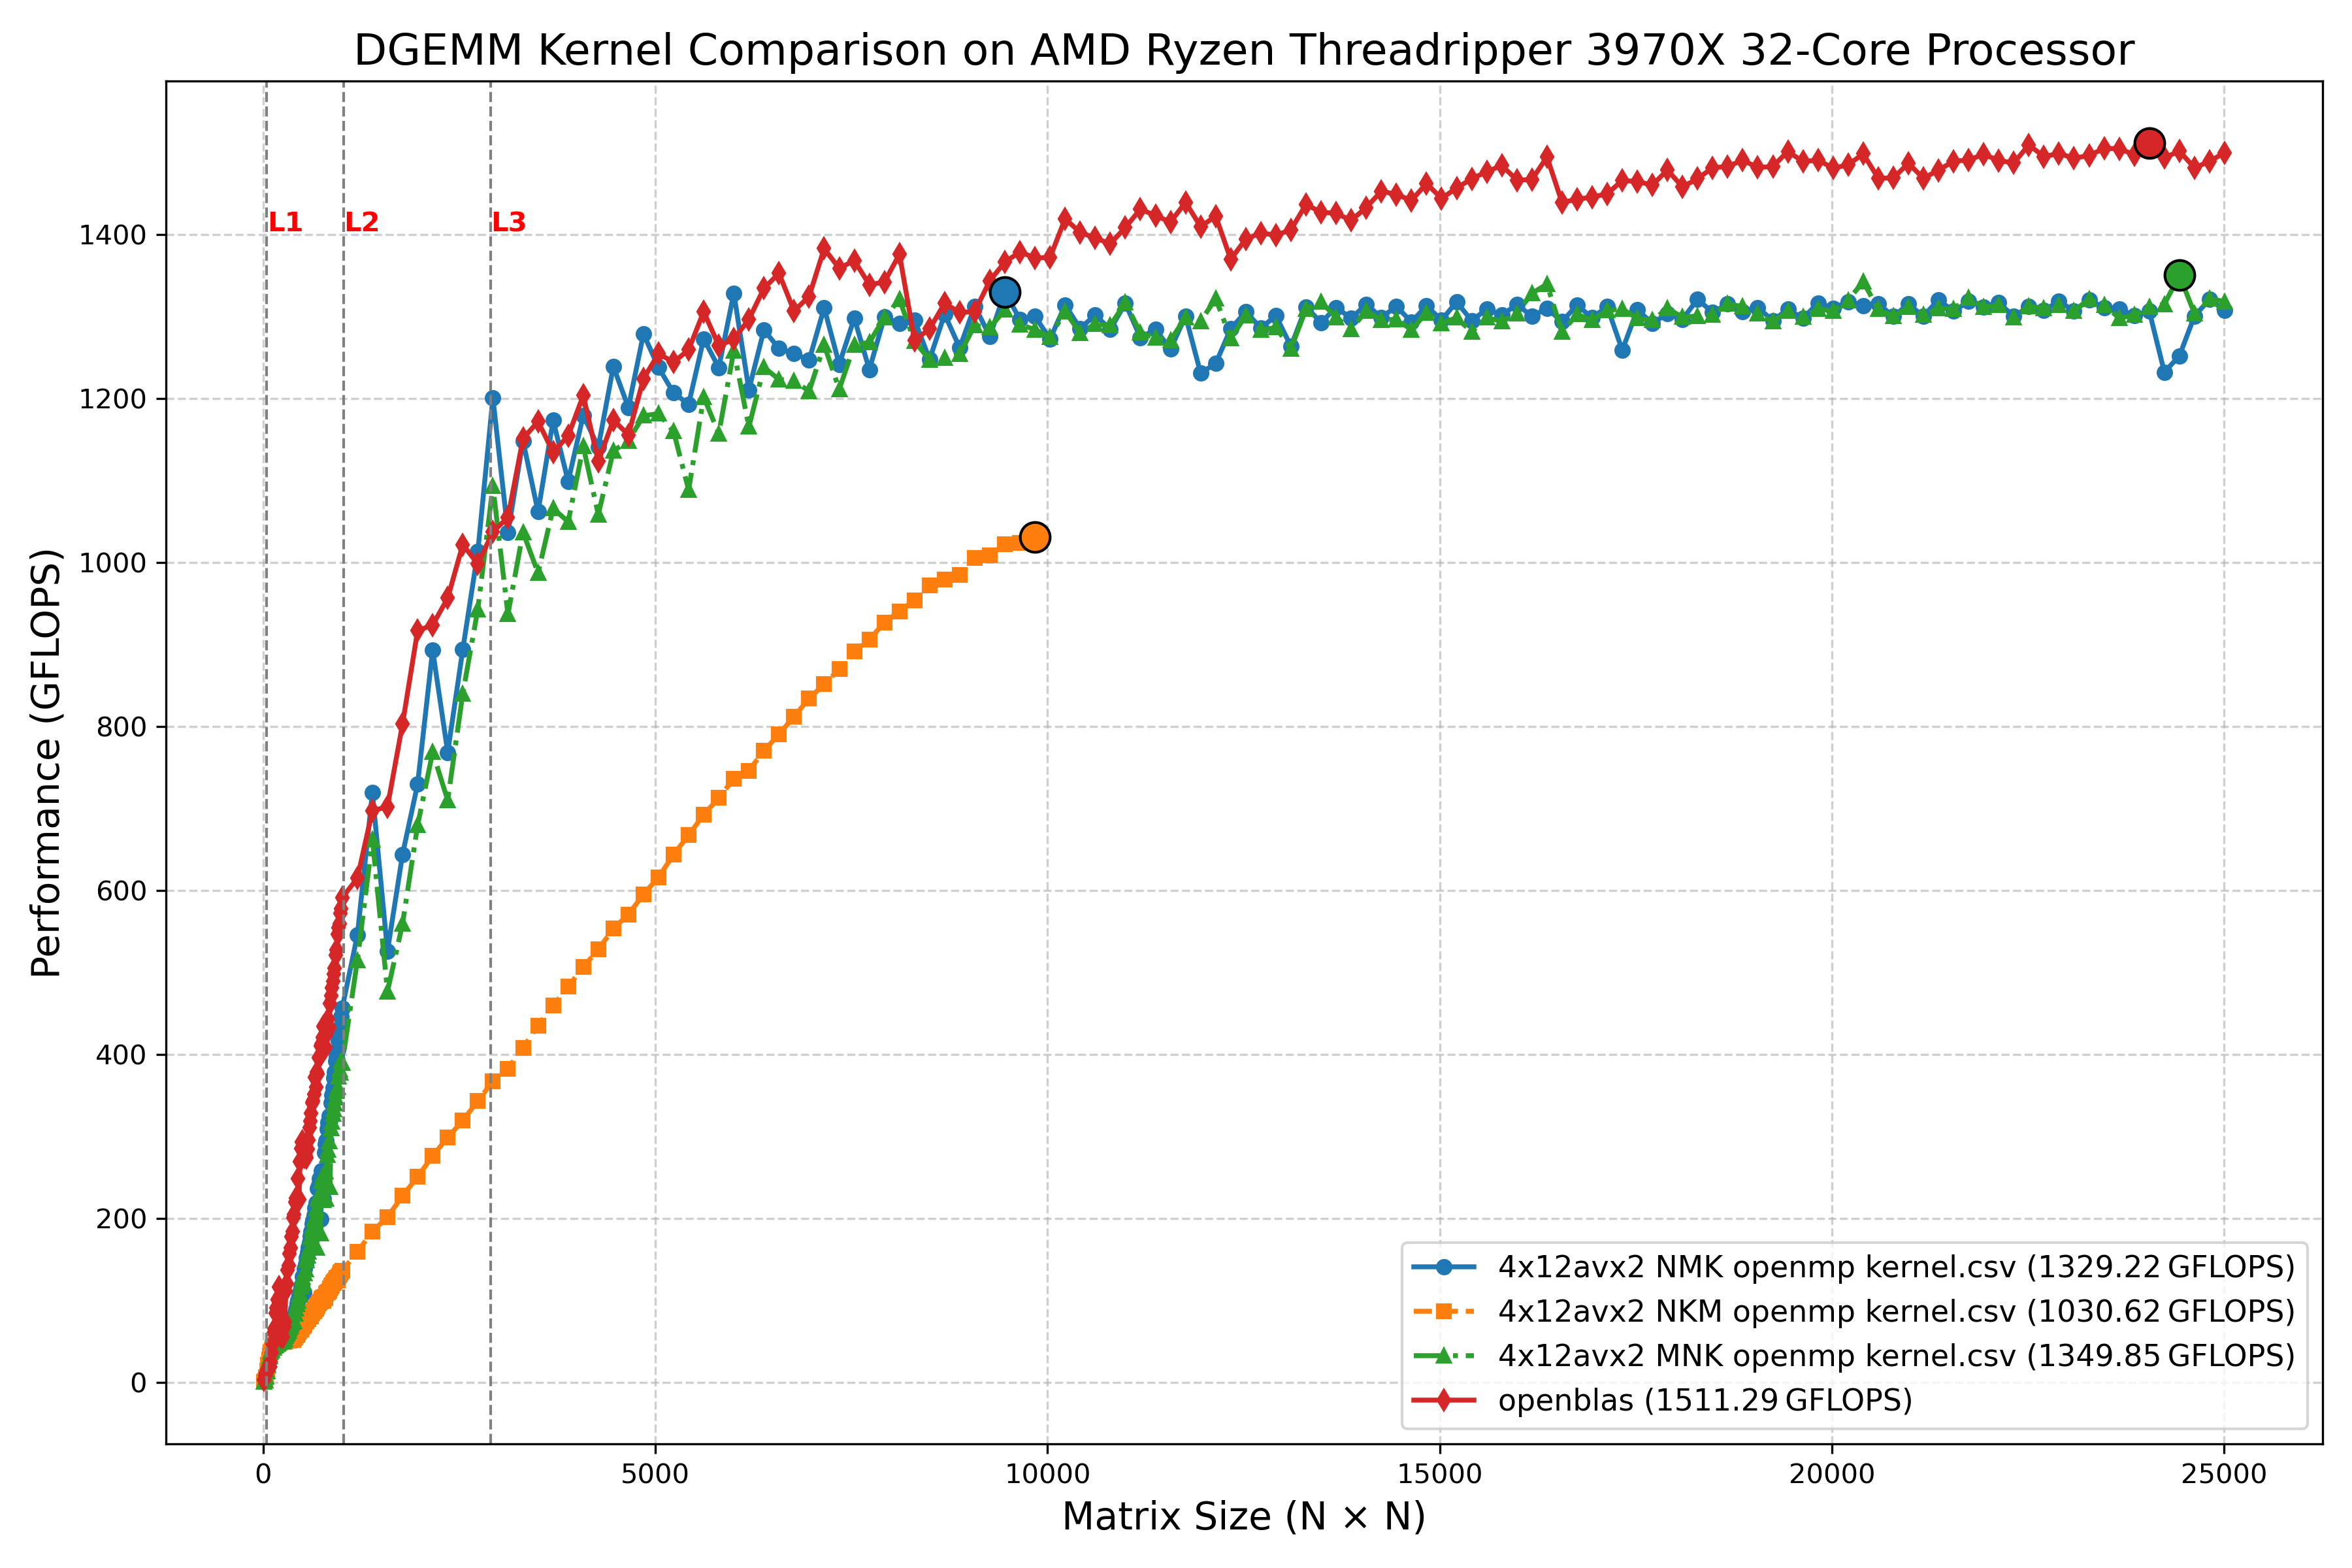 DGEMM Kernel Comparison on AMD Ryzen Threadripper 3970X 32-Core Processor
L1
L2
L3
1400
1200
1000
800
600
400
200
0
Performance (GFLOPS)
4x12avx2 NMK openmp kernel.csv (1329.22 GFLOPS)
4x12avx2 NKM openmp kernel.csv (1030.62 GFLOPS)
4x12avx2 MNK openmp kernel.csv (1349.85 GFLOPS)
openblas (1511.29 GFLOPS)
0
5000
10000
15000
20000
25000
Matrix Size (N × N)